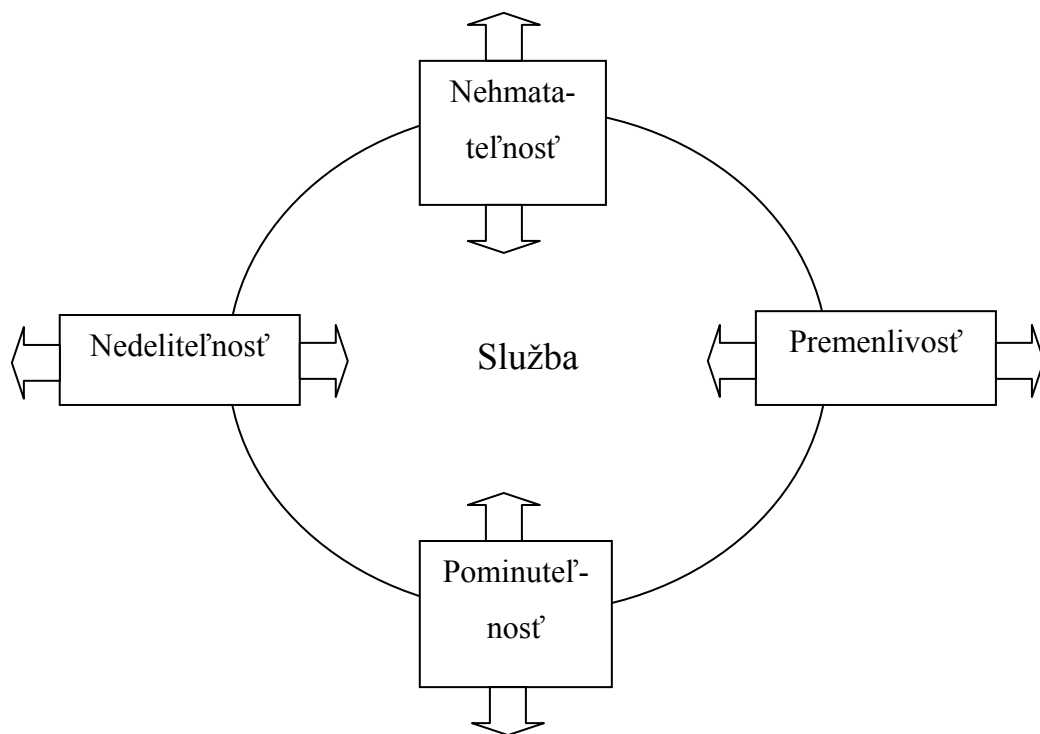 Nehmata-
teľnosť
Nedeliteľnosť
Služba
Premenlivosť
Pominuteľ-
nosť